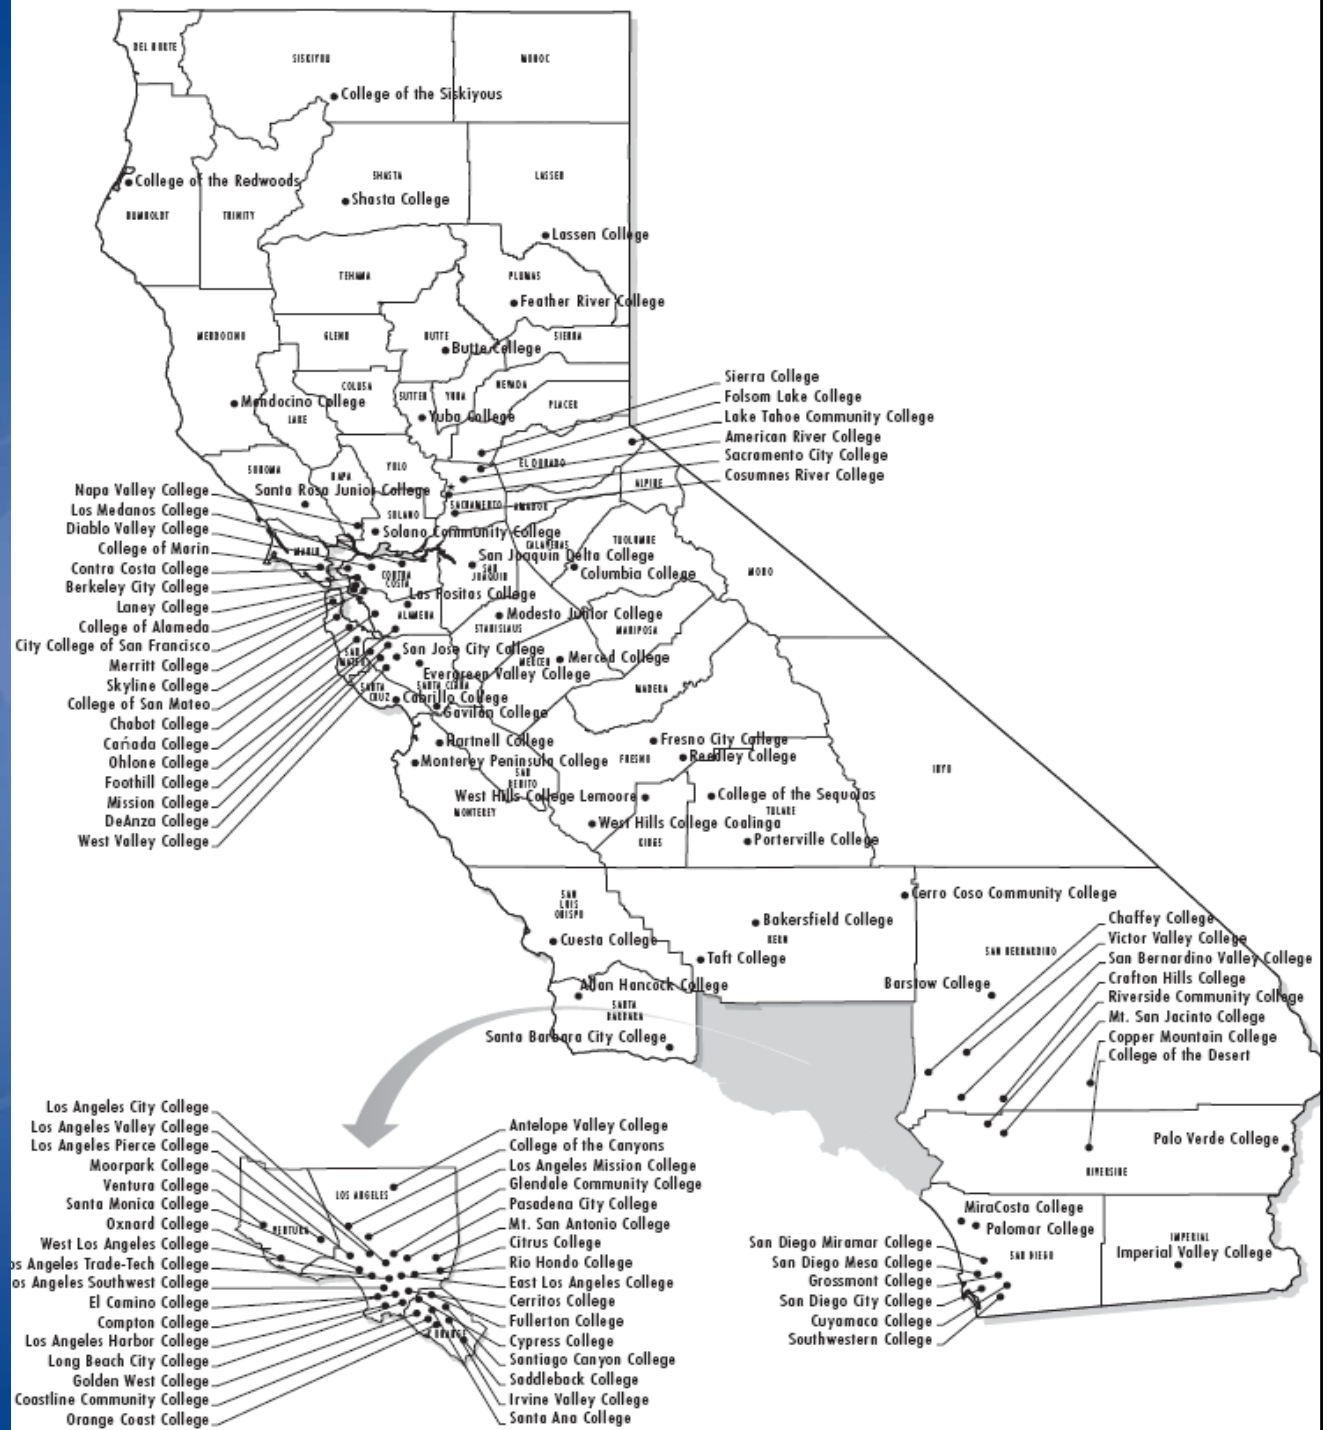 DEL NORTE
SISKIYOU
MODOC
College of the Siskiyous
College of the Redwoods
SHASTA
LASSEN
Shasta College
HUMBOLDT
TRINITY
Lassen College
TEHAMA
PLUMAS
Feather River College
MENDOCINO
GLENN
BUTTE
SIERRA
Butte College
Mendocino College
LAKE
COLUSA
SUTTER
YUBA
NEVADA
PLACER
Yuba College
Sierra College
Folsom Lake College
Lake Tahoe Community College
American River College
Sacramento City College
Cosumnes River College
SONOMA
NAPA
YOLO
EL DORADO
ALPINE
Santa Rosa Junior College
SOLANO
SACRAMENTO
AMADOR
Solano Community College
CALAVERAS
TUOLUMNE
MARIN
San Joaquin Delta College
SAN
JOAQUIN
Columbia College
MONO
CONTRA
COSTA
Las Positas College
ALAMEDA
Modesto Junior College
STANISLAUS
MARIPOSA
Napa Valley College
Los Medanos College
Diablo Valley College
College of Marin
Contra Costa College
Berkeley City College
Laney College
College of Alameda
City College of San Francisco
Merritt College
Skyline College
College of San Mateo
Chabot College
Cañada College
Ohlone College
Foothill College
Mission College
DeAnza College
West Valley College
SAN
MATEO
San Jose City College
MERCED
Merced College
Evergreen Valley College
SANTA CLARA
MADERA
SANTA
CRUZ
Cabrillo College
Gavilan College
Hartnell College
Fresno City College
Monterey Peninsula College
FRESNO
Reedley College
INYO
SAN
BENITO
West Hills College Lemoore
College of the Sequoias
MONTEREY
TULARE
West Hills College Coalinga
KINGS
Porterville College
SAN
LUIS
OBISPO
Cerro Coso Community College
Bakersfield College
KERN
Cuesta College
Taft College
SAN BERNARDINO
Allan Hancock College
SANTA
BARBARA
Barstow College
Santa Barbara City College
Chaffey College
Victor Valley College
San Bernardino Valley College
Crafton Hills College
Riverside Community College
Mt. San Jacinto College
Copper Mountain College
College of the Desert
Palo Verde College
RIVERSIDE
MiraCosta College
Palomar College
SAN DIEGO
IMPERIAL
Imperial Valley College
San Diego Miramar College
San Diego Mesa College
Grossmont College
San Diego City College
Cuyamaca College
Southwestern College
Los Angeles City College
Los Angeles Valley College
Los Angeles Pierce College
Moorpark College
Ventura College
Santa Monica College
Oxnard College
West Los Angeles College
os Angeles Trade-Tech College
os Angeles Southwest College
El Camino College
Compton College
Los Angeles Harbor College
Long Beach City College
Golden West College
Coastline Community College
Orange Coast College
LOS ANGELES
VENTURA
ORANGE
Antelope Valley College
College of the Canyons
Los Angeles Mission College
Glendale Community College
Pasadena City College
Mt. San Antonio College
Citrus College
Rio Hondo College
East Los Angeles College
Cerritos College
Fullerton College
Cypress College
Santiago Canyon College
Saddleback College
Irvine Valley College
Santa Ana College